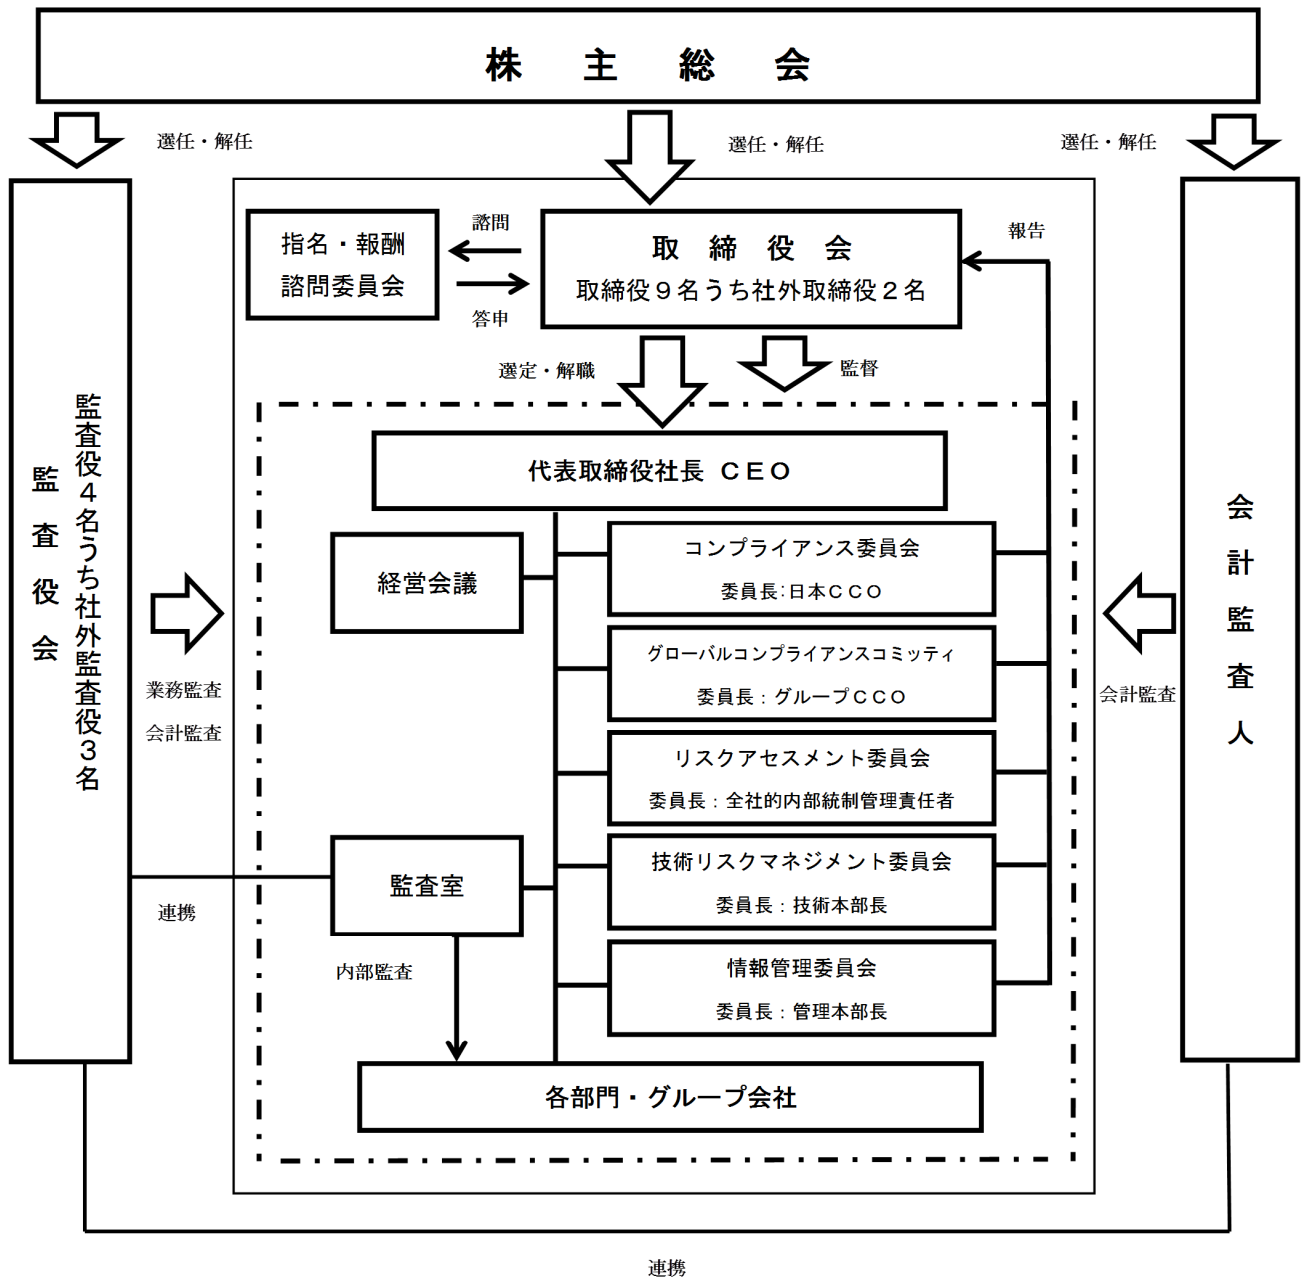 株主総会
選任・解任
選任・解任
選任・解任
指名・報酬
諮問委員会
諮問
答申
取締役会
取締役９名うち社外取締役２名
報告
選定・解職
監督
監査役会
監査役４名うち社外監査役３名
代表取締役社長 ＣＥＯ
会計監査人
経営会議
コンプライアンス委員会
委員長：日本ＣＣＯ
グローバルコンプライアンスコミッティ
委員長：グループＣＣＯ
業務監査
会計監査
会計監査
リスクアセスメント委員会
委員長：全社的内部統制管理責任者
監査室
技術リスクマネジメント委員会
委員長：技術本部長
連携
内部監査
情報管理委員会
委員長：管理本部長
各部門・グループ会社
連携